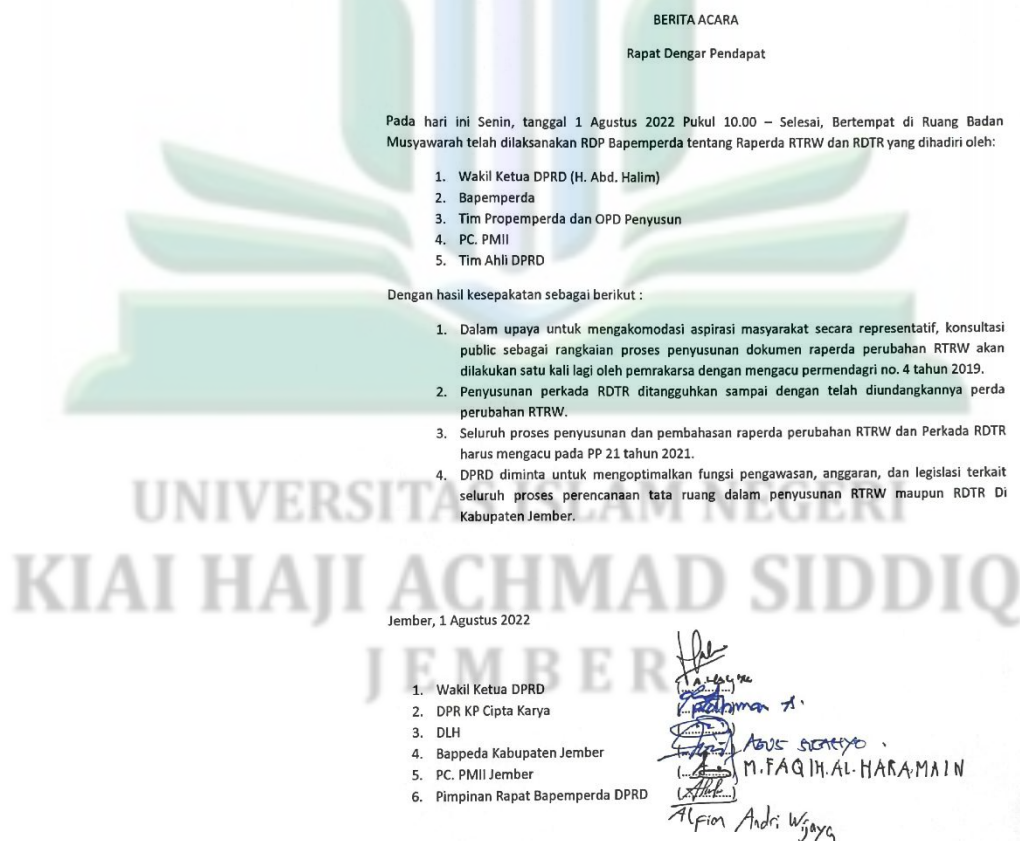 BERITA ACARA
Rapat Dengar Pendapat
Pada hari ini Senin, tanggal 1 Agustus 2022 Pukul 10.00 – Selesai, Bertempat di Ruang Badan
Musyawarah telah dilaksanakan RDP Bapemperda tentang Raperda RTRW dan RDTR yang dihadiri oleh:
1. Wakil Ketua DPRD (H. Abd. Halim)
2. Bapemperda
3. Tim Propemperda dan OPD Penyusun
4. PC. PMII
5. Tim Ahli DPRD
Dengan hasil kesepakatan sebagai berikut :
1. Dalam upaya untuk mengakomodasi aspirasi masyarakat secara representatif, konsultasi
public sebagai rangkaian proses penyusunan dokumen raperda perubahan RTRW akan
dilakukan satu kali lagi oleh pemrakarsa dengan mengacu permendagri no. 4 tahun 2019.
2. Penyusunan perkada RDTR ditangguhkan sampai dengan telah diundangkannya perda
perubahan RTRW.
3. Seluruh proses penyusunan dan pembahasan raperda perubahan RTRW dan Perkada RDTR
harus mengacu pada PP 21 tahun 2021.
4. DPRD diminta untuk mengoptimalkan fungsi pengawasan, anggaran, dan legislasi terkait
seluruh proses perencanaan tata ruang dalam penyusunan RTRW maupun RDTR Di
Kabupaten Jember.
UNIVERSITAS ISLAM NEGERI
KIAI HAJI ACHMAD SIDDIQ
JEMBER
Jember, 1 Agustus 2022
1. Wakil Ketua DPRD
2. DPR KP Cipta Karya
3. DLH
4. Bappeda Kabupaten Jember
AGUS
5. PC. PMII Jember
M.FAQIH.AL.HARAMAIN
6. Pimpinan Rapat Bapemperda DPRD
Alfian Andri Wijaya